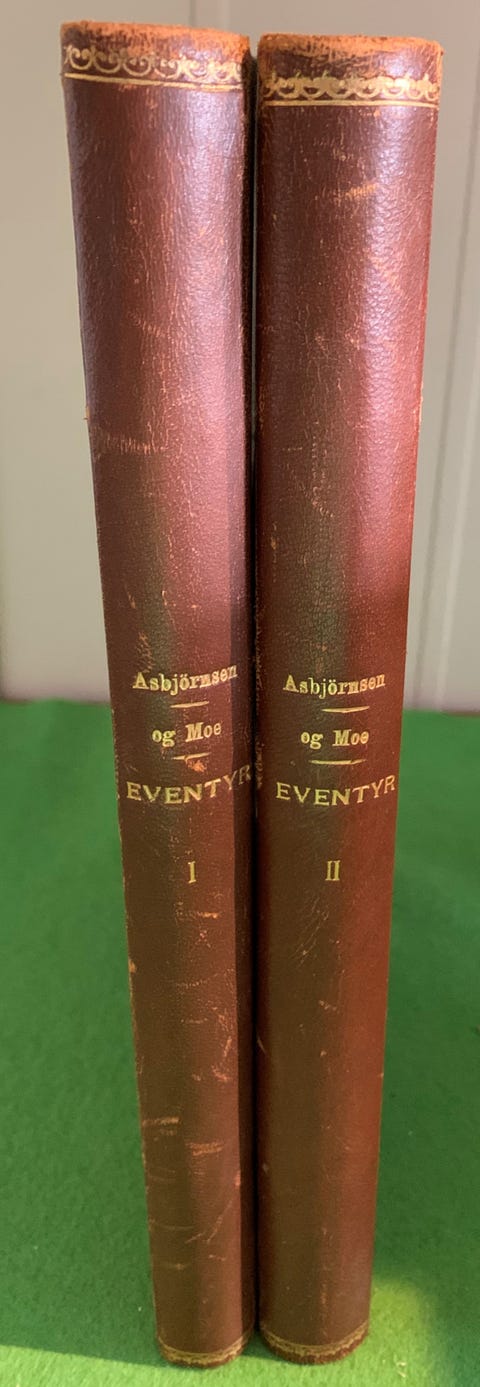 Asbjörnsen
og Moe
EVENTYR
I
Asbjörnsen
og Moe
EVENTYR
II